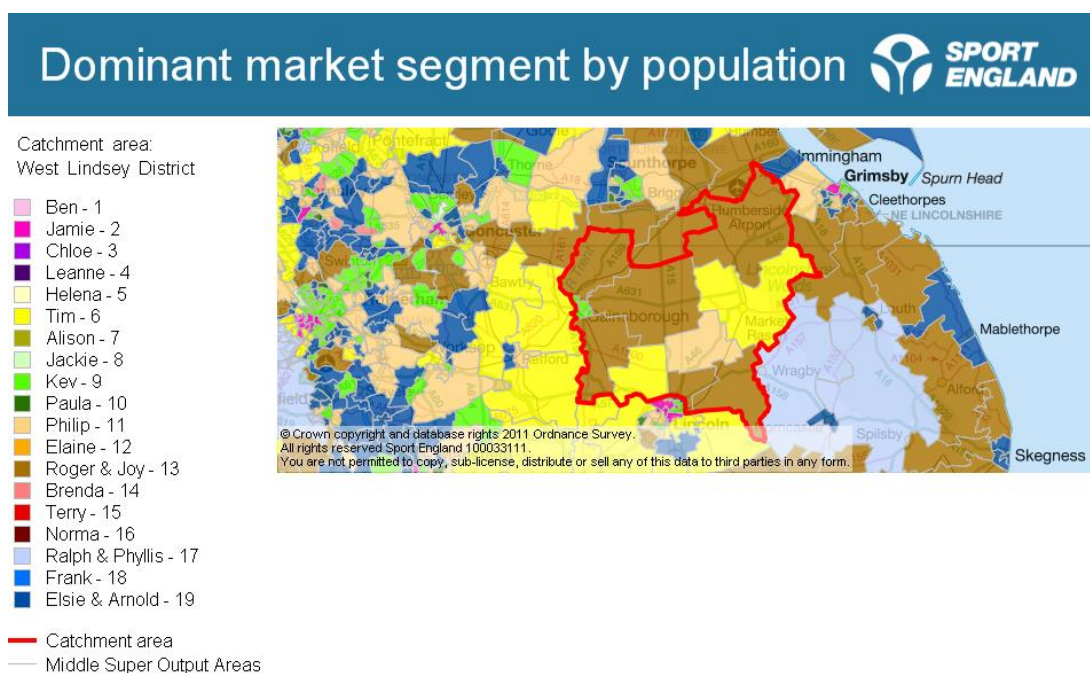 Dominant market segment by population
SPORT
ENGLAND
Catchment area:
West Lindsey District
Ben - 1
Jamie - 2
Chloe - 3
Leanne - 4
Helena - 5
Tim - 6
Alison - 7
Jackie - 8
Kev - 9
Paula - 10
Philip - 11
Elaine - 12
Roger & Joy - 13
Brenda - 14
Terry - 15
Norma - 16
Ralph & Phyllis - 17
Frank - 18
Elsie & Arnold - 19
Catchment area
Middle Super Output Areas
Pontefract
Goole
Thorne
Immingham
Grimsby
Spurn Head
Cleethorpes
NE LINCOLNSHIRE
Humberside
Airport
Bawtry
A631
Gainsborough
Retford
Louth
Mablethorpe
Wragby
Alford
Spilsby
Lincoln
Skegness
© Crown copyright and database rights 2011 Ordnance Survey.
All rights reserved Sport England 100033111.
You are not permitted to copy, sub-license, distribute or sell any of this data to third parties in any form.